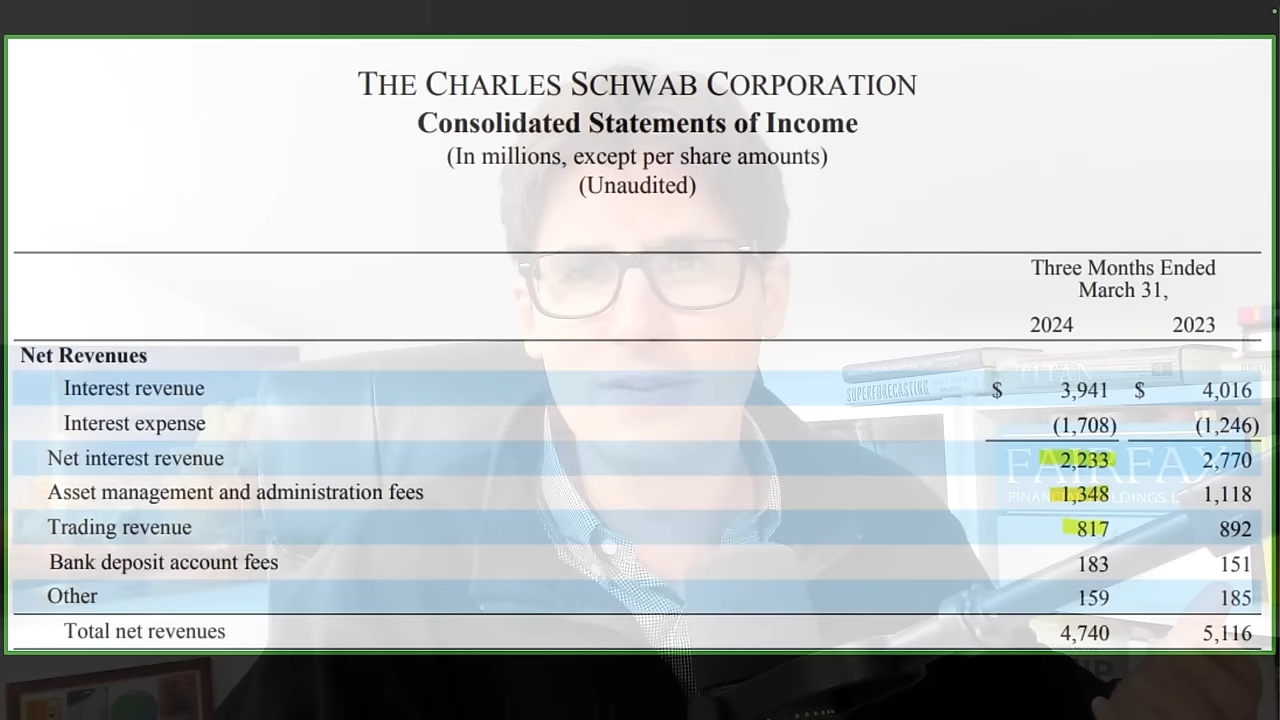 THE CHARLES SCHWAB CORPORATION
Consolidated Statements of Income
(In millions, except per share amounts)
(Unaudited)
Three Months Ended
March 31,
2024 2023
Net Revenues
Interest revenue $ 3,941 $ 4,016
Interest expense (1,708) (1,246)
Net interest revenue 2,233 2,770
Asset management and administration fees 1,348 1,118
Trading revenue 817 892
Bank deposit account fees 183 151
Other 159 185
Total net revenues 4,740 5,116
TITAN
SUPERFORECASTING
FAIRFAX
FINANCIAL HOLDINGS